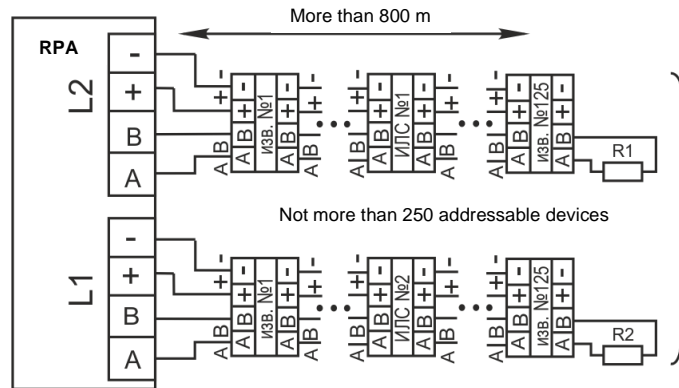 More than 800 m
RPA
L2
-
+
B
A
A B + -
A B + - изв. №1 A B + -
A B + -
...
A B + -
A B + - ИЛС №1 A B + -
A B + -
...
A B + -
A B + - изв. №125 A B + -
R1
Not more than 250 addressable devices
L1
-
+
B
A
A B + -
A B + - изв. №1 A B + -
A B + -
...
A B + -
A B + - ИЛС №2 A B + -
A B + -
...
A B + -
A B + - изв. №125 A B + -
R2